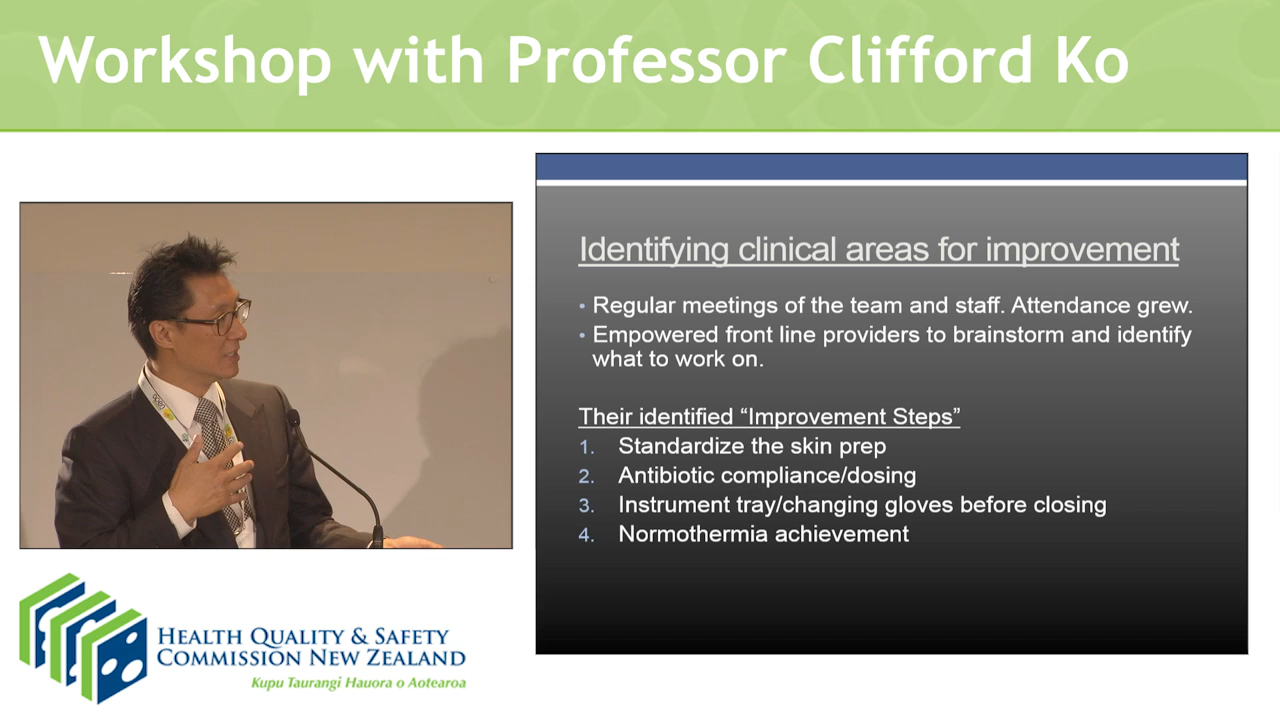 Workshop with Professor Clifford Ko
Identifying clinical areas for improvement
• Regular meetings of the team and staff. Attendance grew.
• Empowered front line providers to brainstorm and identify
what to work on.
Their identified “Improvement Steps”
1. Standardize the skin prep
2. Antibiotic compliance/dosing
3. Instrument tray/changing gloves before closing
4. Normothermia achievement
HEALTH QUALITY & SAFETY
COMMISSION NEW ZEALAND
Kupu Taurangi Hauora o Aotearoa